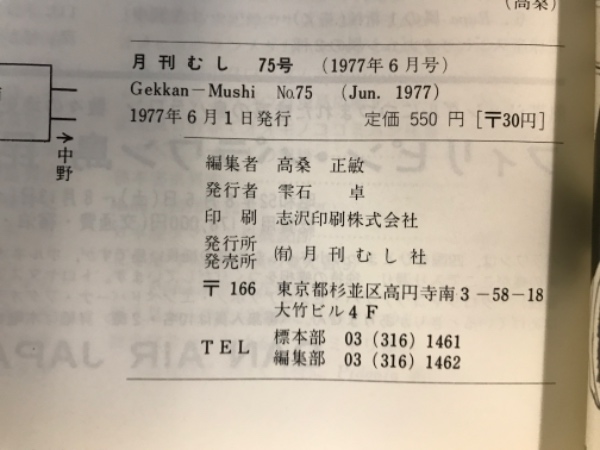 (高桑)
月刊むし 75号 (1977年6月号)
Gekkan－Mushi No.75 (Jun. 1977)
1977年6月1日発行 定価 550円 [〒30円]
→
中野
編集者 高桑 正敏
発行者 雫石 卓
印刷 志沢印刷株式会社
発行所
発売所 ㈲月刊むし社
〒166 東京都杉並区高円寺南3－58－18
大竹ビル4F
TEL 標本部 03 (316) 1461
編集部 03 (316) 1462